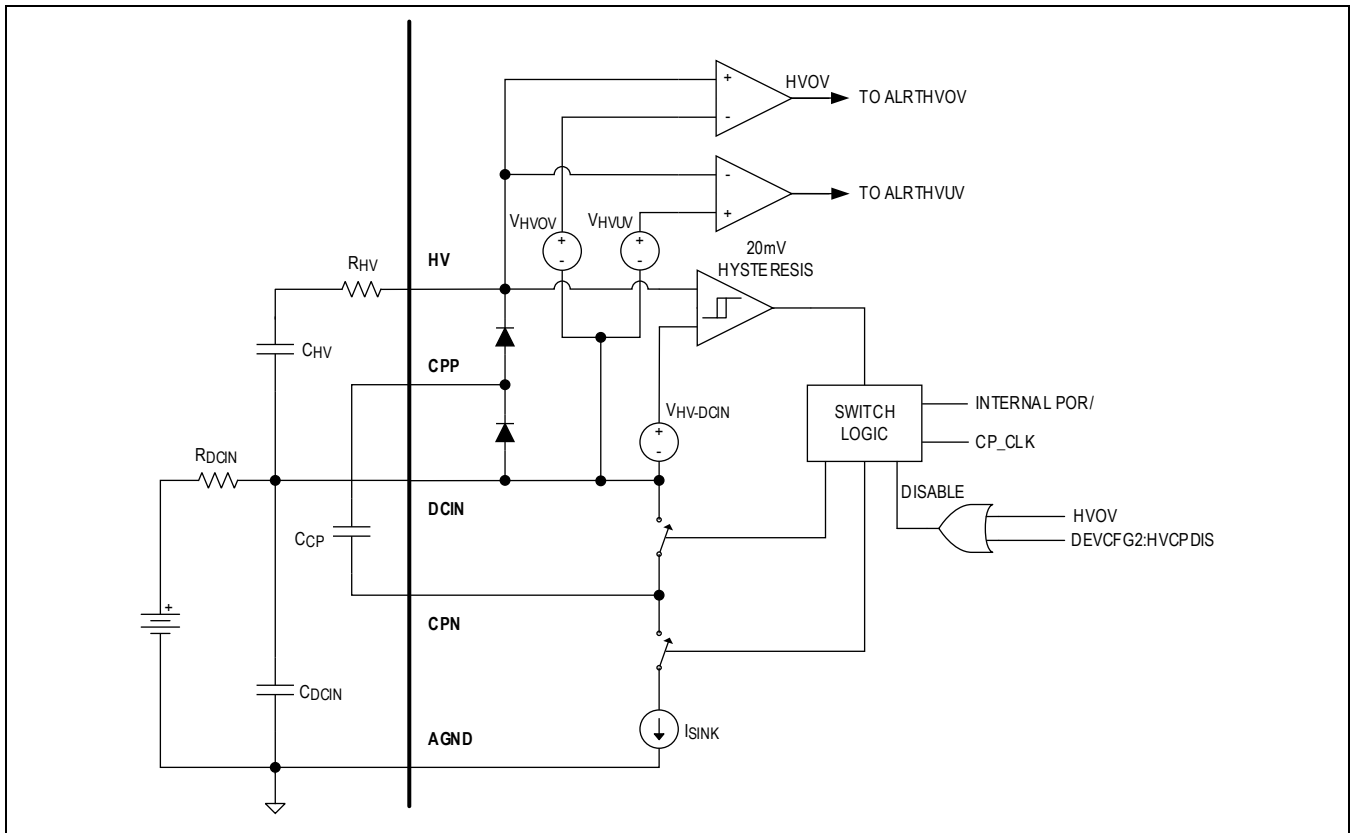 HVOV
TO ALRTHVOV
TO ALRTHVUV
VHVOV
VHVUV
20mV
HYSTERESIS
HV
RHV
CHV
CPP
VHV-DCIN
SWITCH
LOGIC
INTERNAL POR/
CP_CLK
RDCIN
DCIN
DISABLE
HVOV
DEVCFG2:HVCPDIS
CCP
CPN
CDCIN
AGND
ISINK